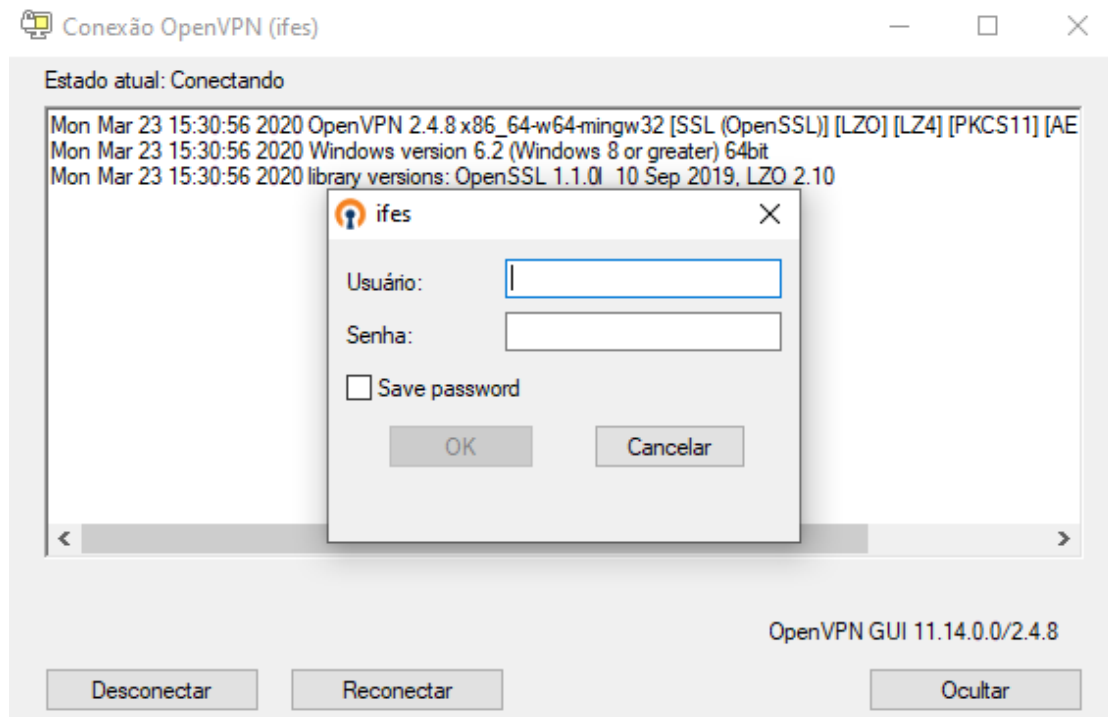 Conexão OpenVPN (ifes)
Estado atual: Conectando
Mon Mar 23 15:30:56 2020 OpenVPN 2.4.8 x86_64-w64-mingw32 [SSL (OpenSSL)] [LZO] [LZ4] [PKCS11] [AE
Mon Mar 23 15:30:56 2020 Windows version 6.2 (Windows 8 or greater) 64bit
Mon Mar 23 15:30:56 2020 library versions: OpenSSL 1.1.0l 10 Sep 2019, LZO 2.10
ifes
Usuário:
Senha:
Save password
OK Cancelar
OpenVPN GUI 11.14.0.0/2.4.8
Desconectar Reconectar Ocultar